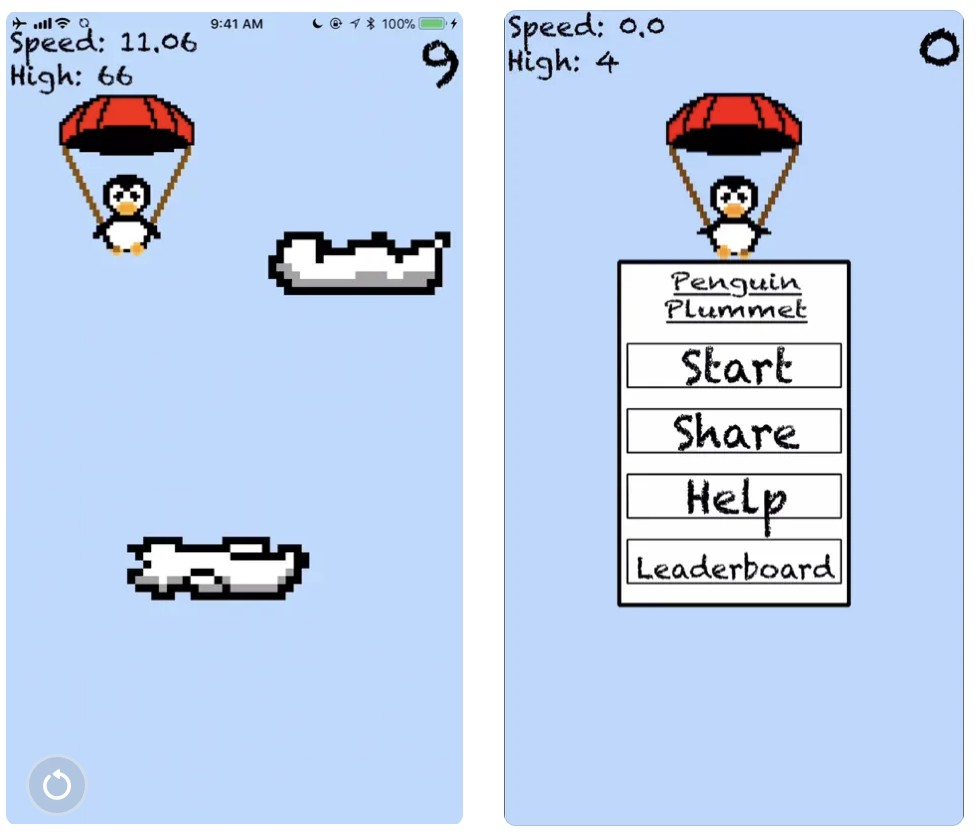 9:41 AM 100%
Speed: 11.06
High: 66
9
Speed: 0.0
High: 4
0
Penguin
Plummet
Start
Share
Help
Leaderboard